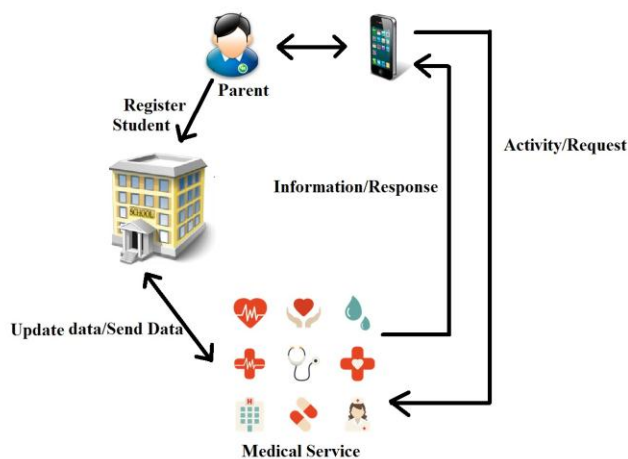 Parent
Register
Student
Activity/Request
Information/Response
SCHOOL
Update data/Send Data
Medical Service